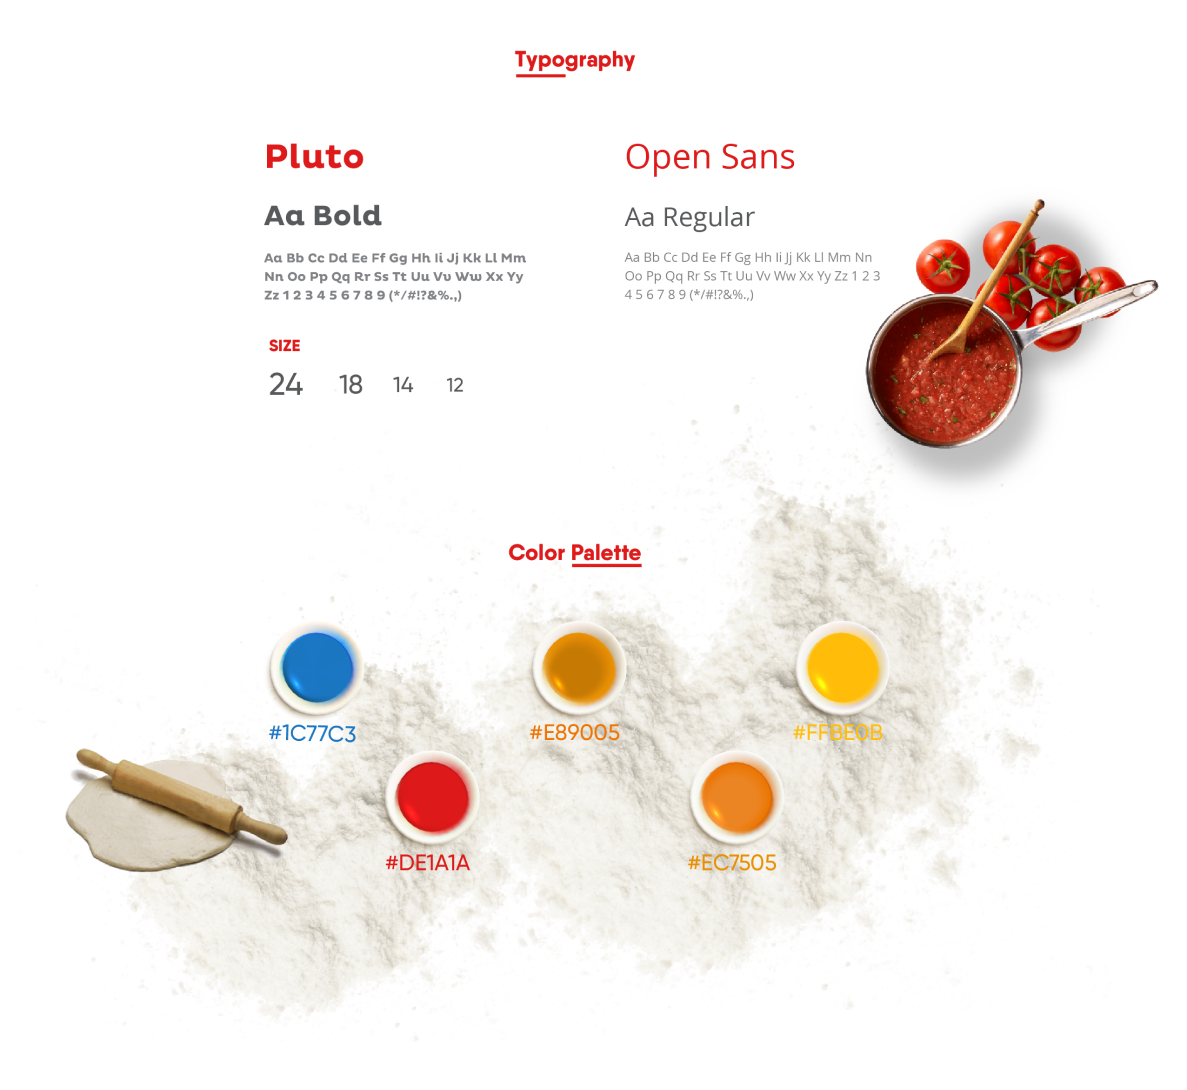 Typography
Pluto
Open Sans
Aa Bold
Aa Regular
Aa Bb Cc Dd Ee Ff Gg Hh Ii Jj Kk Ll Mm
Nn Oo Pp Qq Rr Ss Tt Uu Vv Ww Xx Yy
Zz 1 2 3 4 5 6 7 8 9 (*/#!?&%.,)
Aa Bb Cc Dd Ee Ff Gg Hh Ii Jj Kk Ll Mm Nn
Oo Pp Qq Rr Ss Tt Uu Vv Ww Xx Yy Zz 1 2 3
4 5 6 7 8 9 (*/#!?&%.,)
SIZE
24 18 14 12
Color Palette
#1C77C3
#E89005
#FFBE0B
#DE1A1A
#EC7505